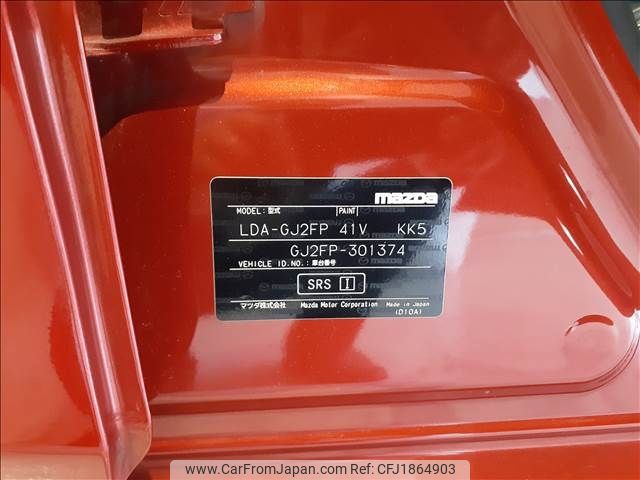 mazda
MODEL: 型式 PAINT
LDA-GJ2FP 41V KK5
GJ2FP-301374
VEHICLE ID.NO.: 車台番号
SRS I
マツダ株式会社 Mazda Motor Corporation Made in Japan
(D10A)
www.CarFromJapan.com ID: CFJ1864903